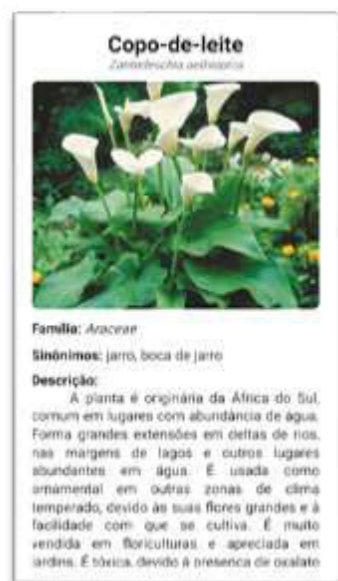 Copo-de-leite
Zantedeschia aethiopica
Família: Araceae
Sinônimos: jarro, boca de jarro
Descrição:
A planta é originária da África do Sul,
comum em lugares com abundância de água.
Forma grandes extensões em deltas de rios,
nas margens de lagos e outros lugares
abundantes em água. É usada como
ornamental em outras zonas de clima
temperado, devido às suas flores grandes e à
facilidade com que se cultiva. É muito
vendida em floriculturas e apreciada em
jardins. É tóxica, devido à presença de oxalato